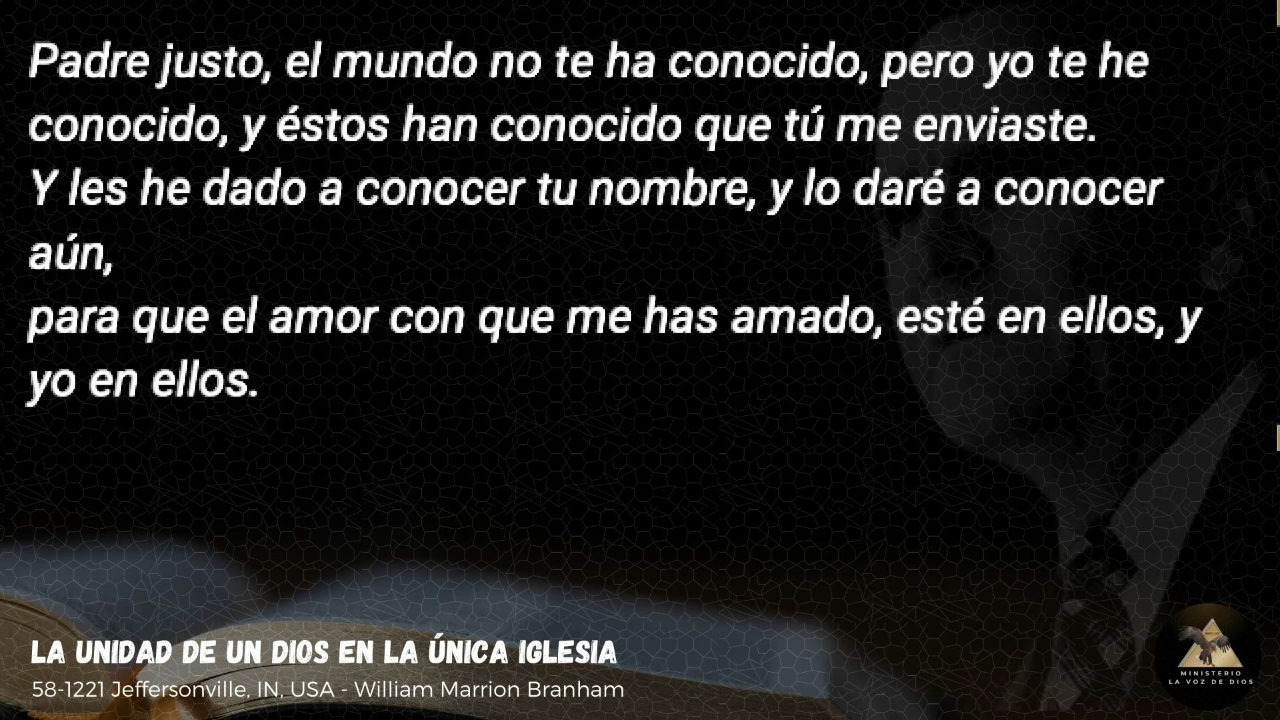 Padre justo, el mundo no te ha conocido, pero yo te he
conocido, y éstos han conocido que tú me enviaste.
Y les he dado a conocer tu nombre, y lo daré a conocer
aún,
para que el amor con que me has amado, esté en ellos, y
yo en ellos.
LA UNIDAD DE UN DIOS EN LA ÚNICA IGLESIA
58-1221 Jeffersonville, IN, USA - William Marrion Branham
MINISTERIO
LA VOZ DE DIOS